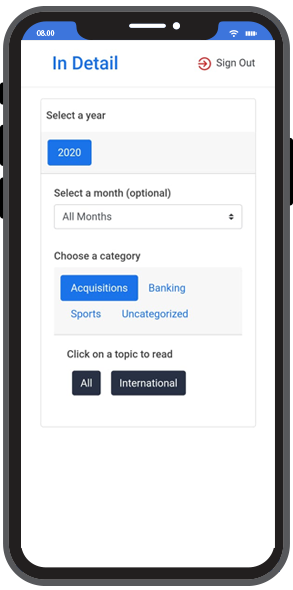 08.00
In Detail
Sign Out
Select a year
2020
Select a month (optional)
All Months
Choose a category
Acquisitions Banking
Sports Uncategorized
Click on a topic to read
All International